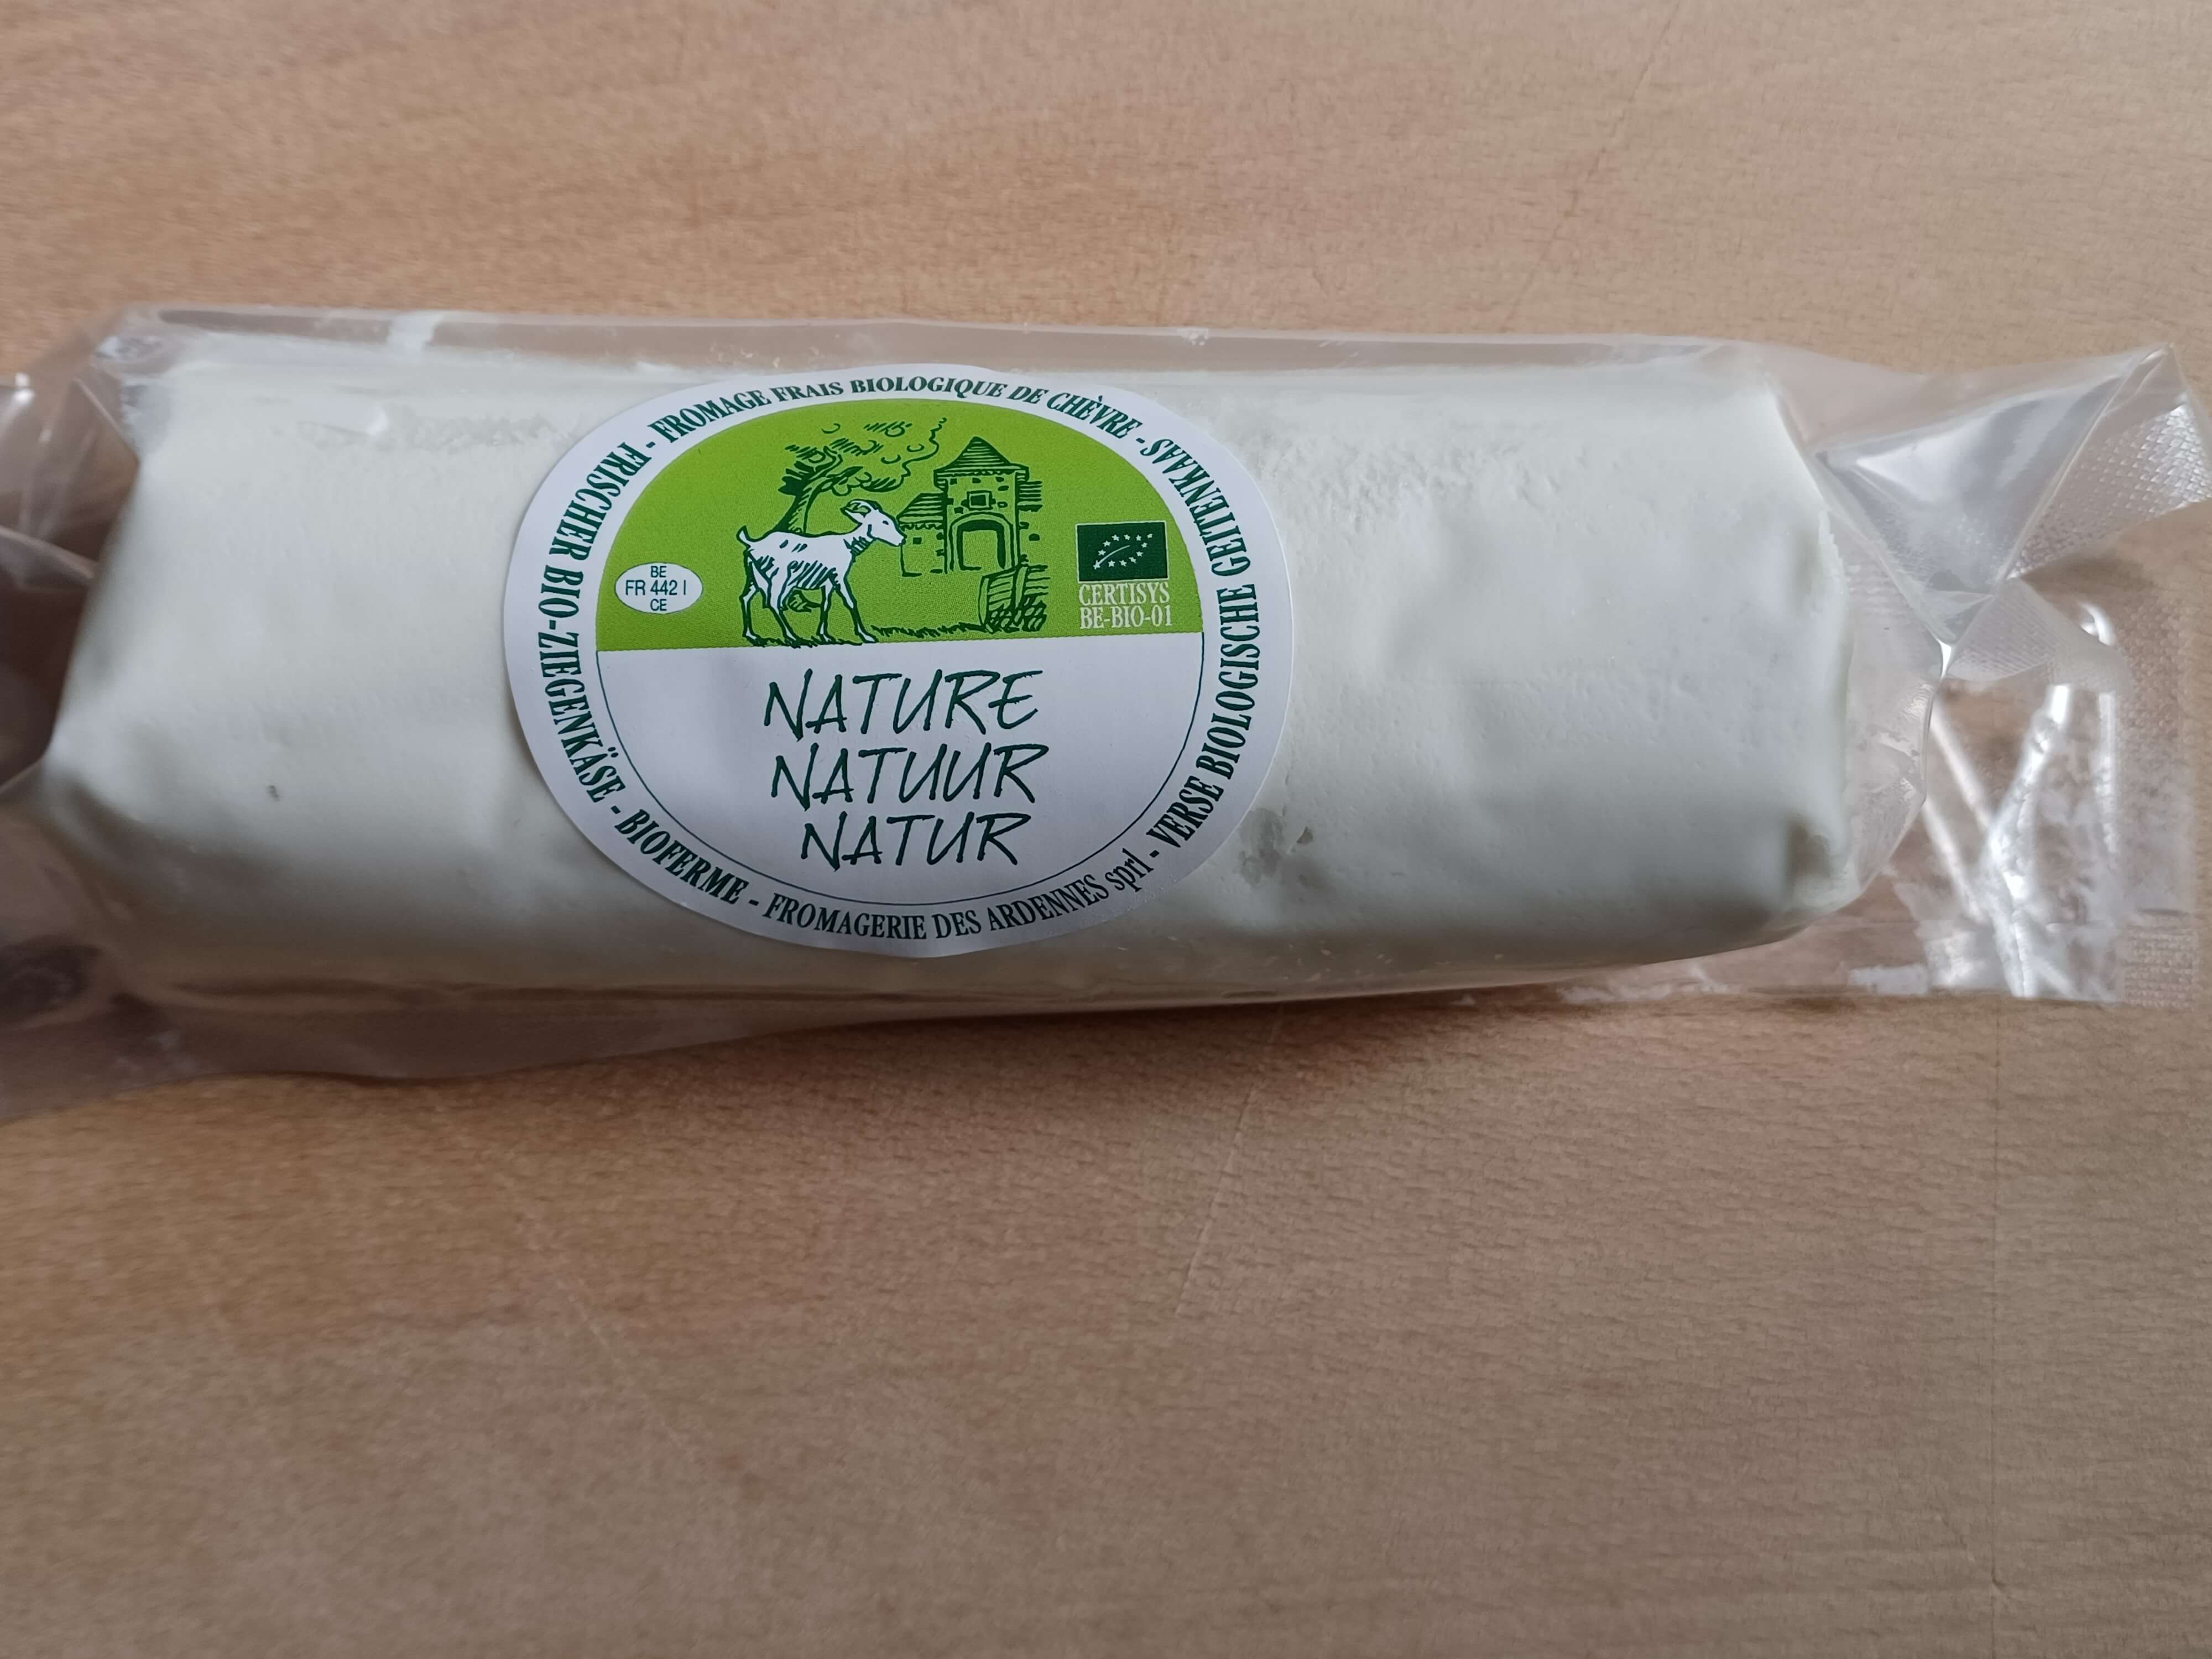 FROMAGE FRAIS BIOLOGIQUE DE CHÈVRE - VERSE BIOLOGISCHE GEITENKAAS - FROMAGERIE DES ARDENNES sprl - BIOFERME - FRISCHER BIO-ZIEGENKÄSE -
BE
FR 442 I
CE
CERTISYS
BE-BIO-01
NATURE
NATUUR
NATUR